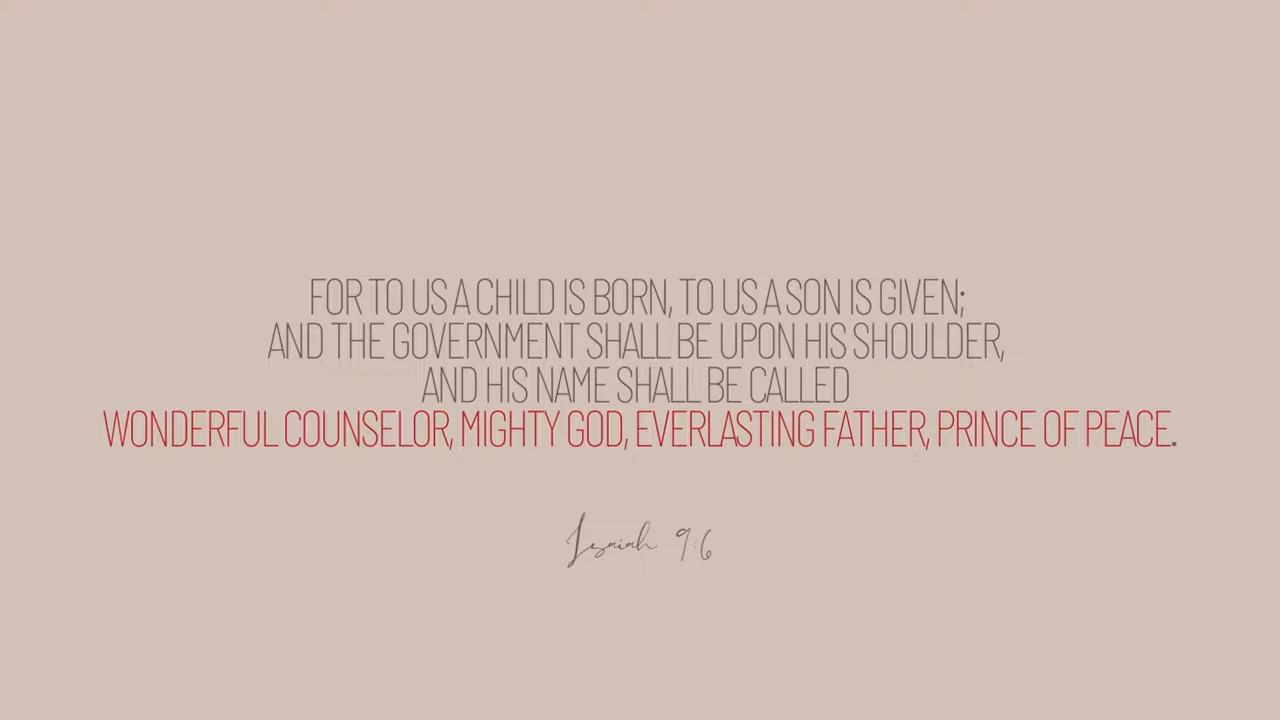 FOR TO US A CHILD IS BORN, TO US A SON IS GIVEN;
AND THE GOVERNMENT SHALL BE UPON HIS SHOULDER,
AND HIS NAME SHALL BE CALLED
WONDERFUL COUNSELOR, MIGHTY GOD, EVERLASTING FATHER, PRINCE OF PEACE.
Isaiah 9:6